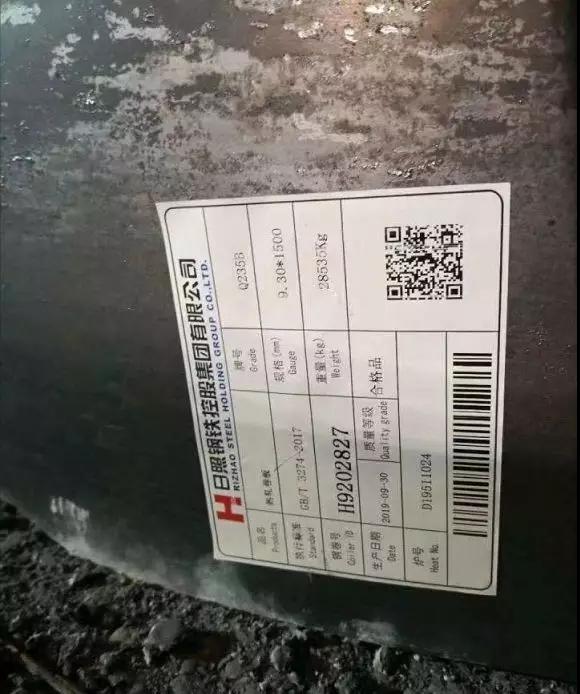 日照钢铁控股集团有限公司
RIZHAO STEEL HOLDING GROUP CO.,LTD.
品名 热轧卷板 牌号 Q235B
Products Grade
执行标准 GB/T 3274-2017 规格(mm) 9.30*1500
Standard Gauge
钢卷号 H9202827 重量(kg) 28535Kg
Coiler ID Weight
生产日期 2019-09-30 质量等级 合格品
Date Quality grade
炉号 D19511024
Heat No.